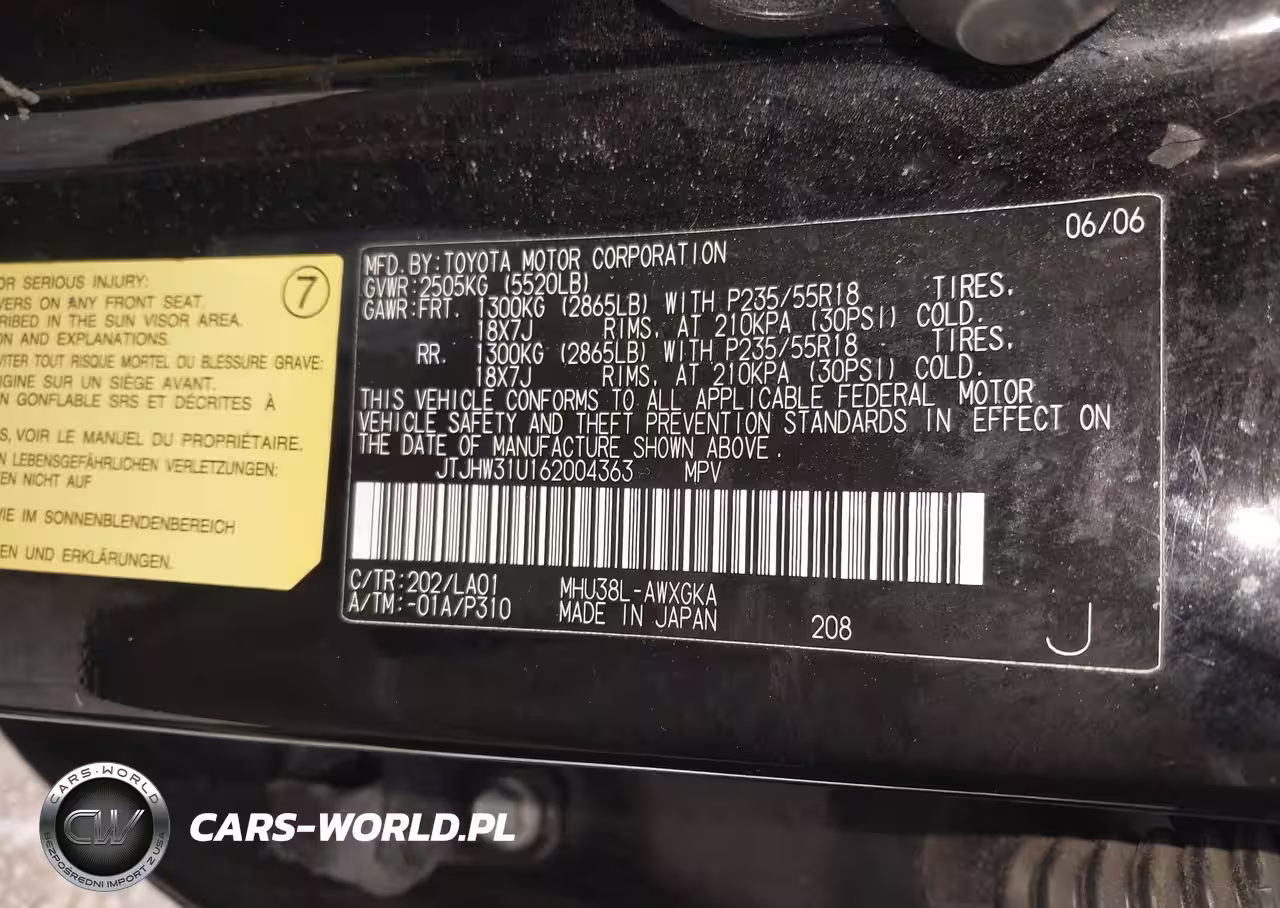 OR SERIOUS INJURY:
VERS ON ANY FRONT SEAT.
RIBED IN THE SUN VISOR AREA.
ON AND EXPLANATIONS.
VITER TOUT RISQUE MORTEL DU BLESSURE GRAVE:
IGINE SUR UN SIÈGE AVANT.
N GONFLABLE SRS ET DÉCRITES À
S, VOIR LE MANUEL DU PROPRIÉTAIRE.
N LEBENSGEFÄHRLICHEN VERLETZUNGEN:
EN NICHT AUF
WIE IM SONNENBLENDENBEREICH
EN UND ERKLÄRUNGEN.
7
06/06
MFD.BY:TOYOTA MOTOR CORPORATION
GVWR:2505KG (5520LB)
GAWR:FRT. 1300KG (2865LB) WITH P235/55R18 TIRES,
18X7J RIMS, AT 210KPA (30PSI) COLD.
RR. 1300KG (2865LB) WITH P235/55R18 TIRES,
18X7J RIMS, AT 210KPA (30PSI) COLD.
THIS VEHICLE CONFORMS TO ALL APPLICABLE FEDERAL MOTOR
VEHICLE SAFETY AND THEFT PREVENTION STANDARDS IN EFFECT ON
THE DATE OF MANUFACTURE SHOWN ABOVE.
JTJHW31U162004363 MPV
C/TR:202/LA01 MHU38L-AWXGKA
A/TM:-01A/P310 MADE IN JAPAN 208 J
CARS-WORLD
CW
BEZPOŚREDNI IMPORT Z USA
CARS-WORLD.PL